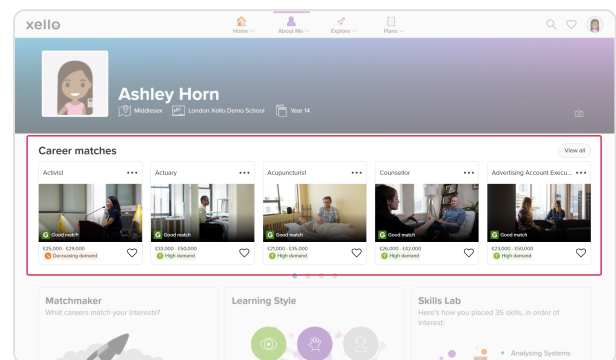 xello
Home
About Me
Explore
Plans
Ashley Horn
Middlesex
London Xello Demo School
Year 14
Career matches
View all
Activist
Actuary
Acupuncturist
Counsellor
Advertising Account Execu...
G Good match
G Good match
G Good match
G Good match
G Good match
£25,000 - £29,000
£33,000 - £50,000
£21,000 - £35,000
£26,000 - £42,000
£23,000 - £50,000
Decreasing demand
High demand
High demand
High demand
High demand
Matchmaker
What careers match your interests?
Learning Style
Skills Lab
Here's how you placed 35 skills, in order of
interest:
Analysing Systems